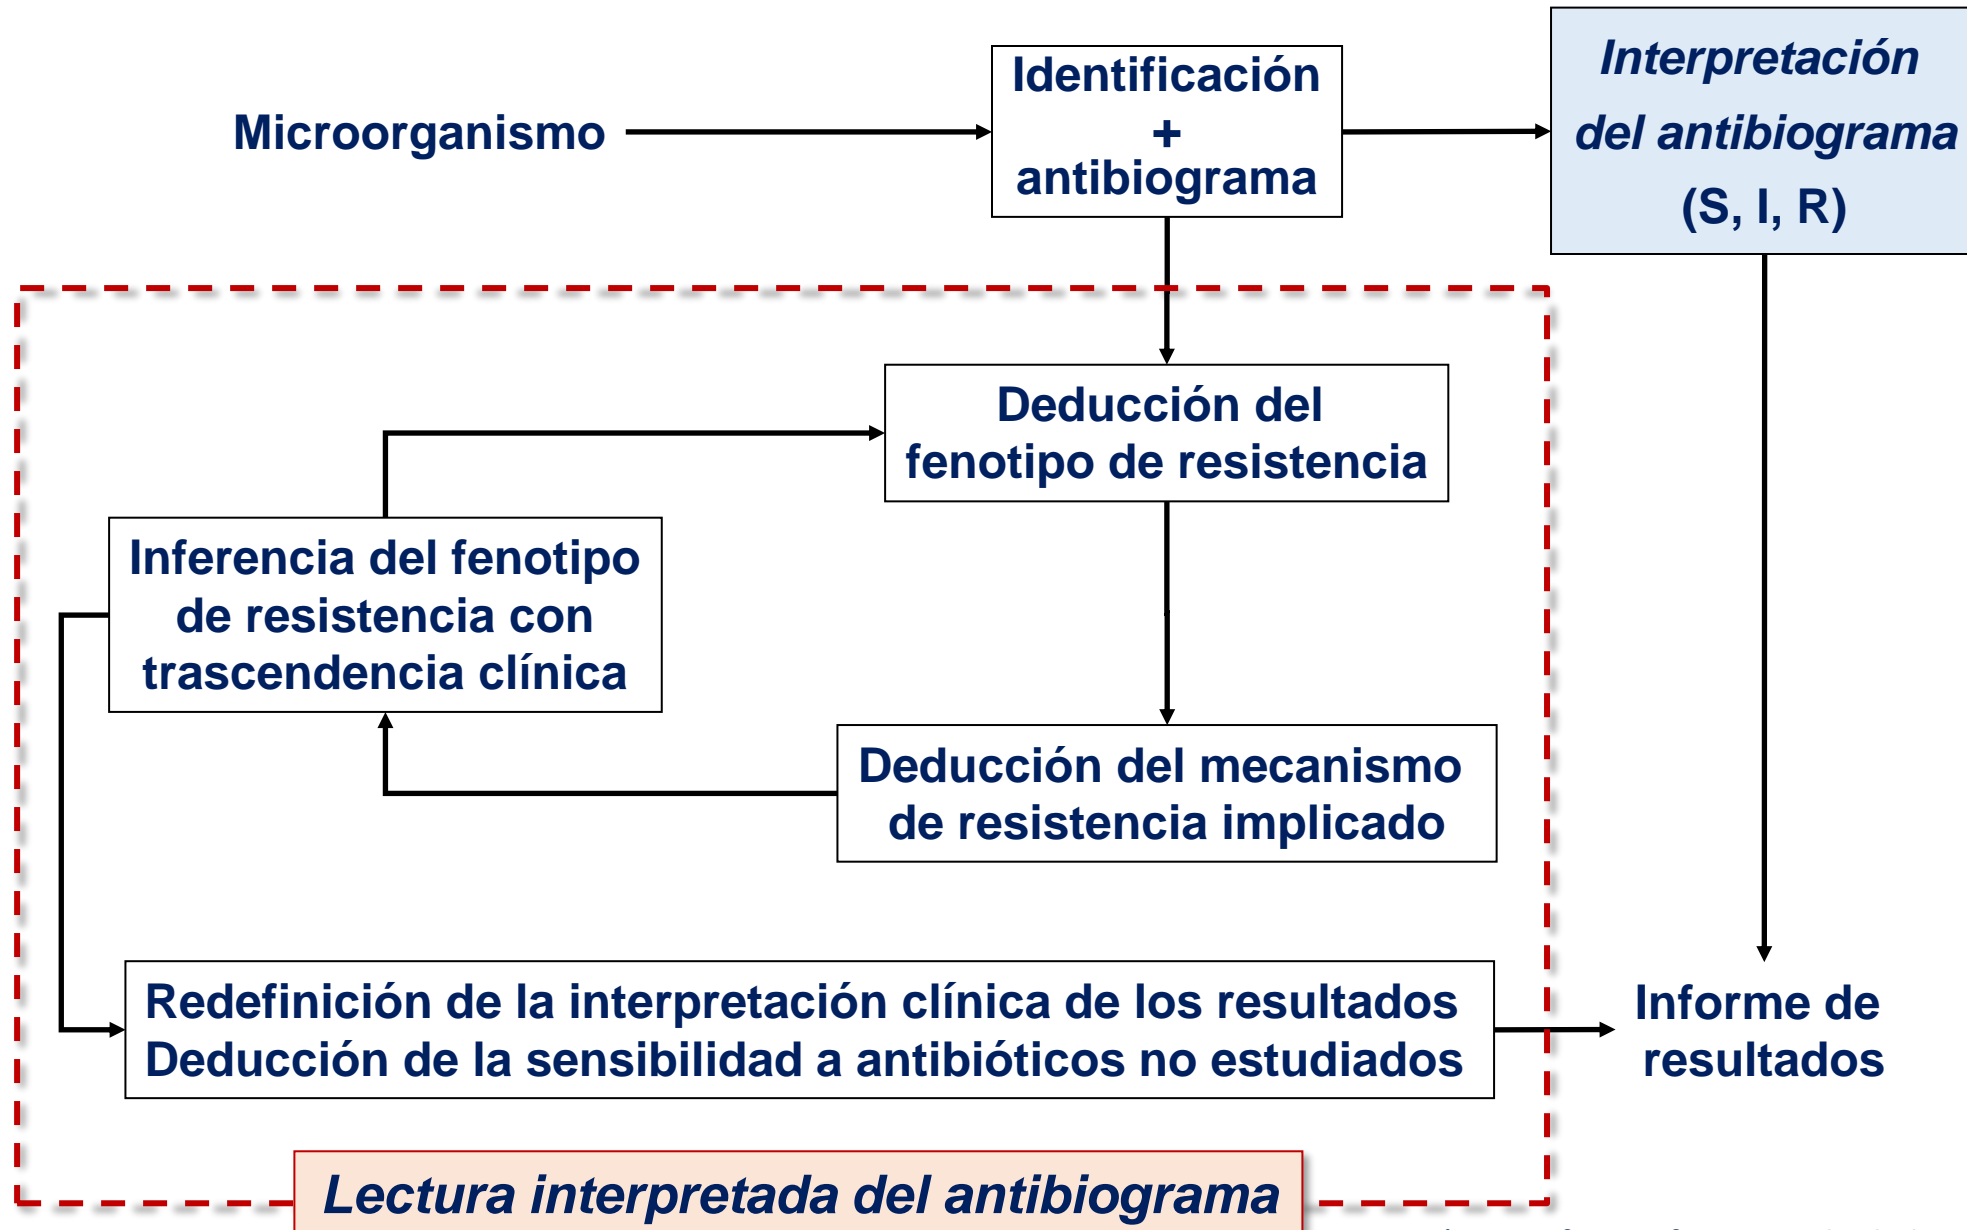 Microorganismo
Identificación
+
antibiograma
Interpretación
del antibiograma
(S, I, R)
Deducción del
fenotipo de resistencia
Inferencia del fenotipo
de resistencia con
trascendencia clínica
Deducción del mecanismo
de resistencia implicado
Redefinición de la interpretación clínica de los resultados
Deducción de la sensibilidad a antibióticos no estudiados
Informe de
resultados
Lectura interpretada del antibiograma